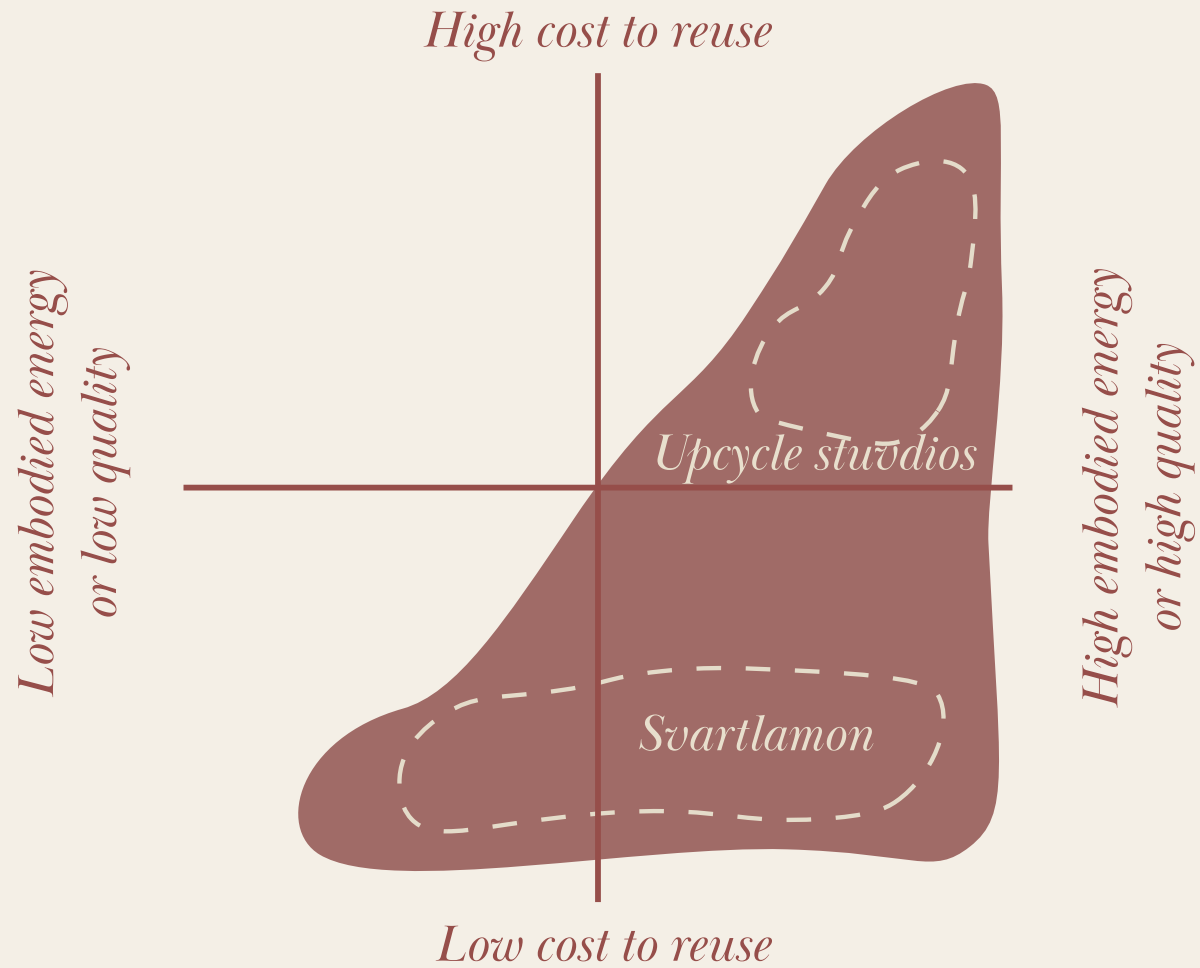 High cost to reuse
Low embodied energy
or low quality
High embodied energy
or high quality
Upcycle stuvdios
Svartlamon
Low cost to reuse